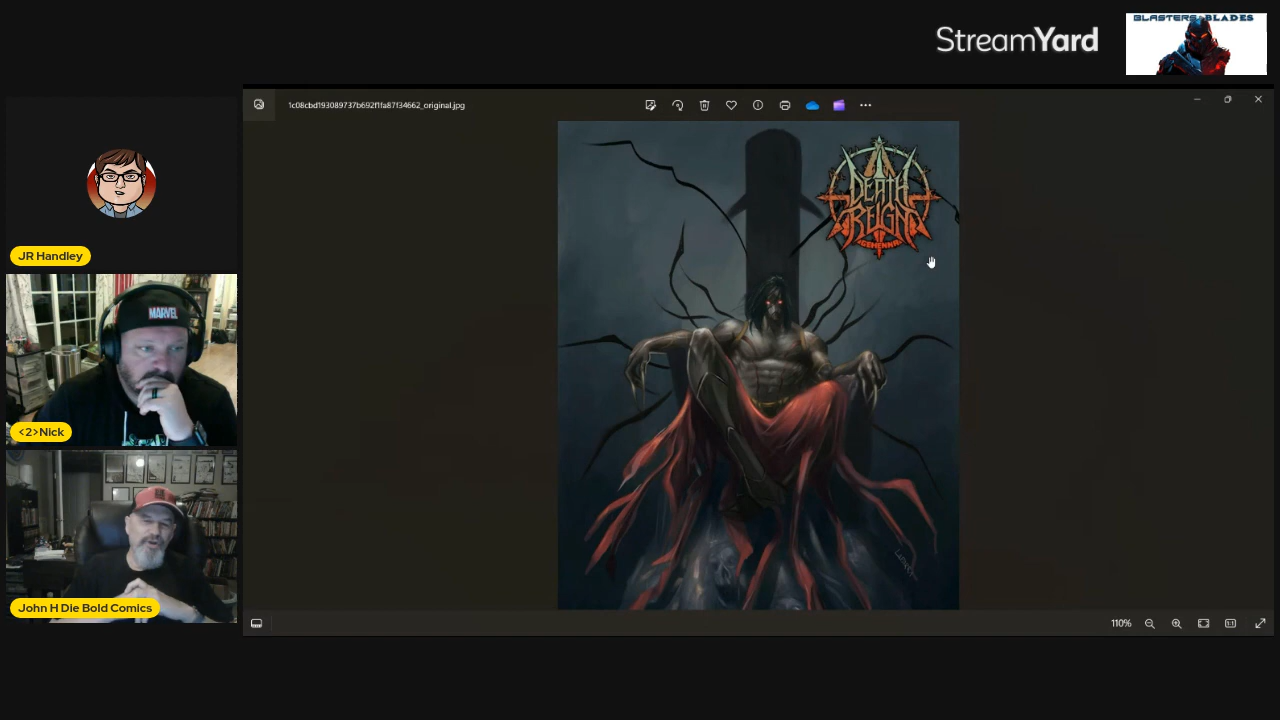 StreamYard
BLASTERS & BLADES
1c08cbd193089737b692f1fa87f34662_original.jpg
DEATH
REIGN
GEHENNA
JR Handley
MARVEL
<2>Nick
John H Die Bold Comics
110%